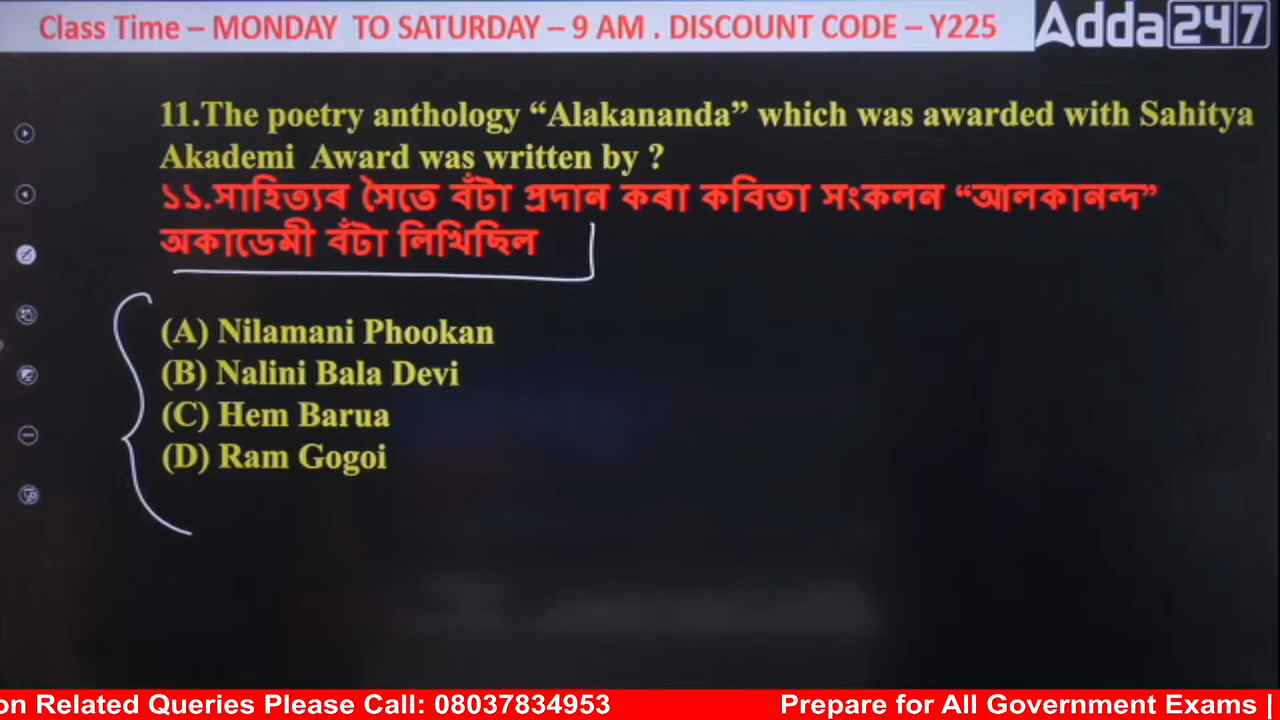 Class Time – MONDAY TO SATURDAY – 9 AM . DISCOUNT CODE – Y225
Adda247
11.The poetry anthology “Alakananda” which was awarded with Sahitya
Akademi Award was written by ?
১১.সাহিত্যৰ সৈতে বঁটা প্ৰদান কৰা কবিতা সংকলন “আলকানন্দ”
অকাডেমী বঁটা লিখিছিল
(A) Nilamani Phookan
(B) Nalini Bala Devi
(C) Hem Barua
(D) Ram Gogoi
on Related Queries Please Call: 08037834953
Prepare for All Government Exams |